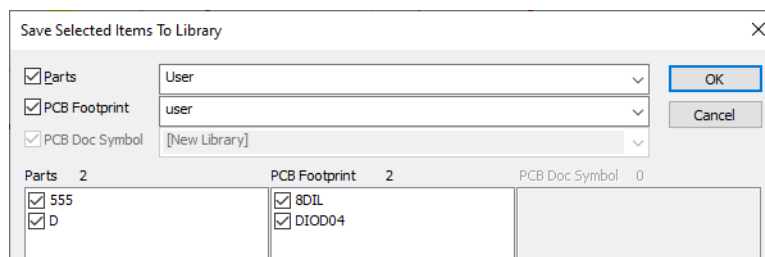 Save Selected Items To Library
Parts User OK
PCB Footprint user Cancel
PCB Doc Symbol [New Library]
Parts 2 PCB Footprint 2 PCB Doc Symbol 0
555 8DIL
D DIOD04